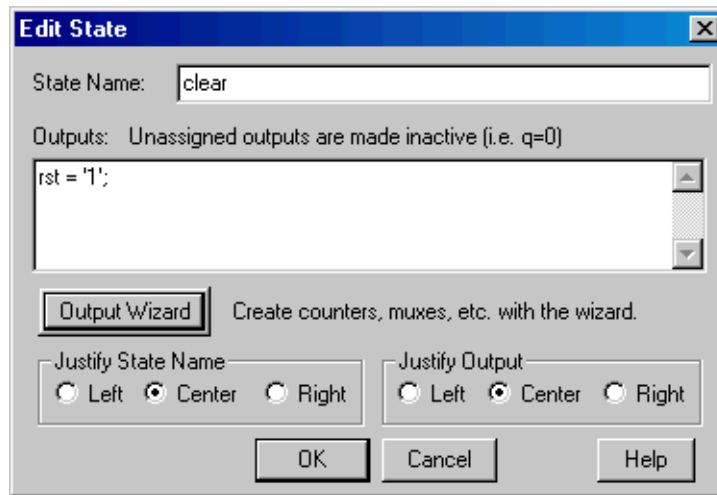 Edit State
State Name: clear
Outputs: Unassigned outputs are made inactive (i.e. q=0)
rst = '1';
Output Wizard Create counters, muxes, etc. with the wizard.
Justify State Name Justify Output
Left Center Right Left Center Right
OK Cancel Help